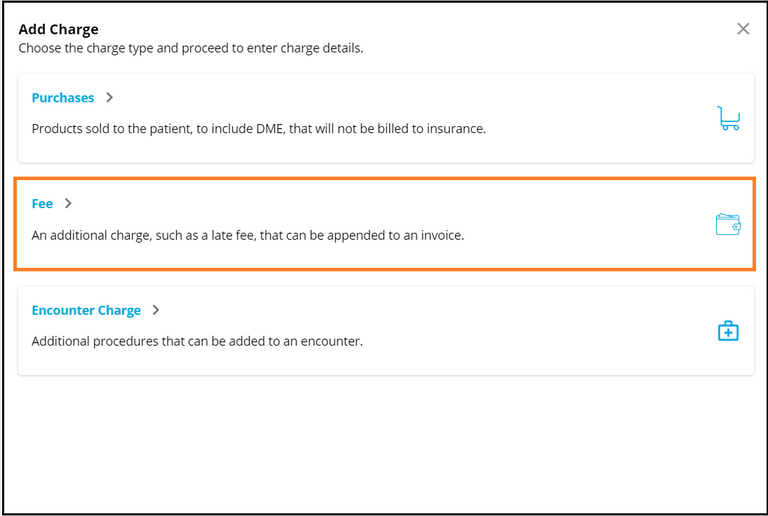 Add Charge
Choose the charge type and proceed to enter charge details.
Purchases
Products sold to the patient, to include DME, that will not be billed to insurance.
Fee
An additional charge, such as a late fee, that can be appended to an invoice.
Encounter Charge
Additional procedures that can be added to an encounter.